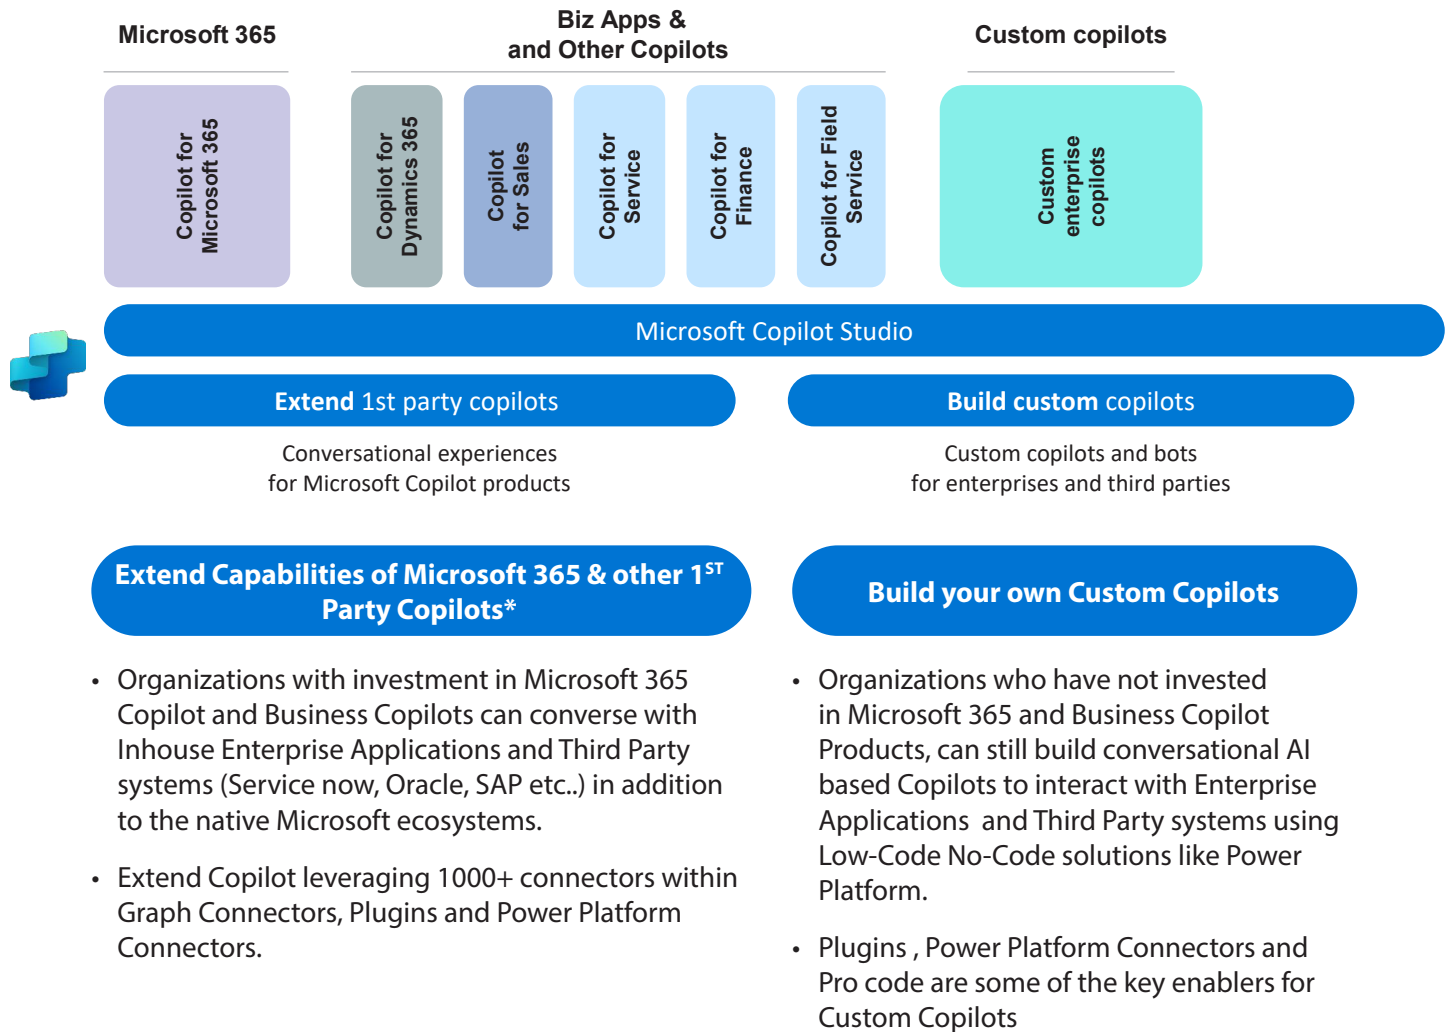 Microsoft 365
Biz Apps &
and Other Copilots
Custom copilots
Copilot for
Microsoft 365
Copilot for
Dynamics 365
Copilot
for Sales
Copilot for
Service
Copilot for
Finance
Copilot for Field
Service
Custom
enterprise
copilots
Microsoft Copilot Studio
Extend 1st party copilots
Build custom copilots
Conversational experiences
for Microsoft Copilot products
Custom copilots and bots
for enterprises and third parties
Extend Capabilities of Microsoft 365 & other 1ST
Party Copilots*
• Organizations with investment in Microsoft 365
Copilot and Business Copilots can converse with
Inhouse Enterprise Applications and Third Party
systems (Service now, Oracle, SAP etc..) in addition
to the native Microsoft ecosystems.
• Extend Copilot leveraging 1000+ connectors within
Graph Connectors, Plugins and Power Platform
Connectors.
Build your own Custom Copilots
• Organizations who have not invested
in Microsoft 365 and Business Copilot
Products, can still build conversational AI
based Copilots to interact with Enterprise
Applications  and Third Party systems using
Low-Code No-Code solutions like Power
Platform.
• Plugins , Power Platform Connectors and
Pro code are some of the key enablers for
Custom Copilots